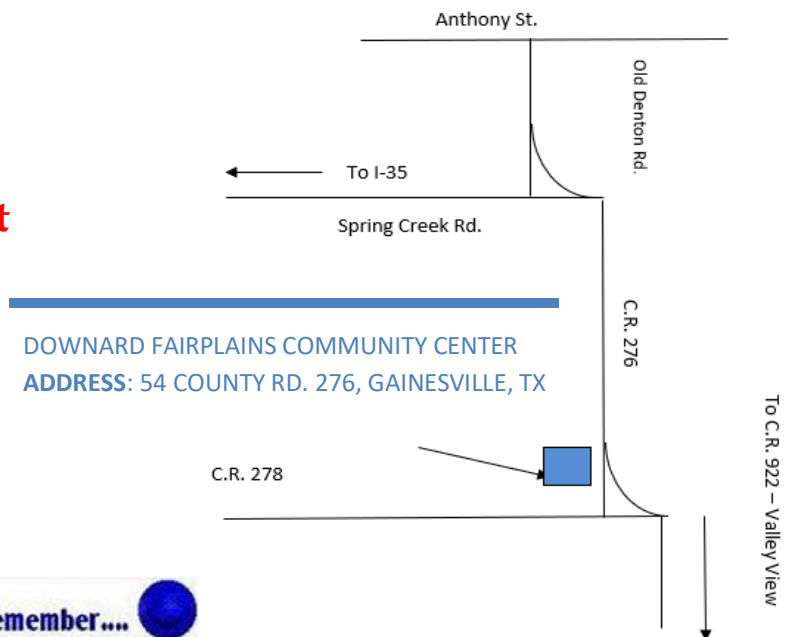 Anthony St.
Old Denton Rd.
To I-35
Spring Creek Rd.
C.R. 276
DOWNARD FAIRPLAINS COMMUNITY CENTER
ADDRESS: 54 COUNTY RD. 276, GAINESVILLE, TX
To C.R. 922 – Valley View
C.R. 278